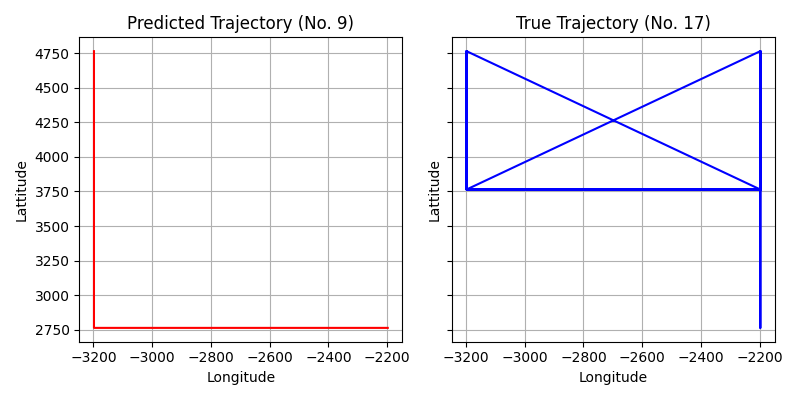 Predicted Trajectory (No. 9)
True Trajectory (No. 17)
4750
4500
4250
4000
3750
3500
3250
3000
2750
Lattitude
Lattitude
−3200 −3000 −2800 −2600 −2400 −2200
−3200 −3000 −2800 −2600 −2400 −2200
Longitude
Longitude